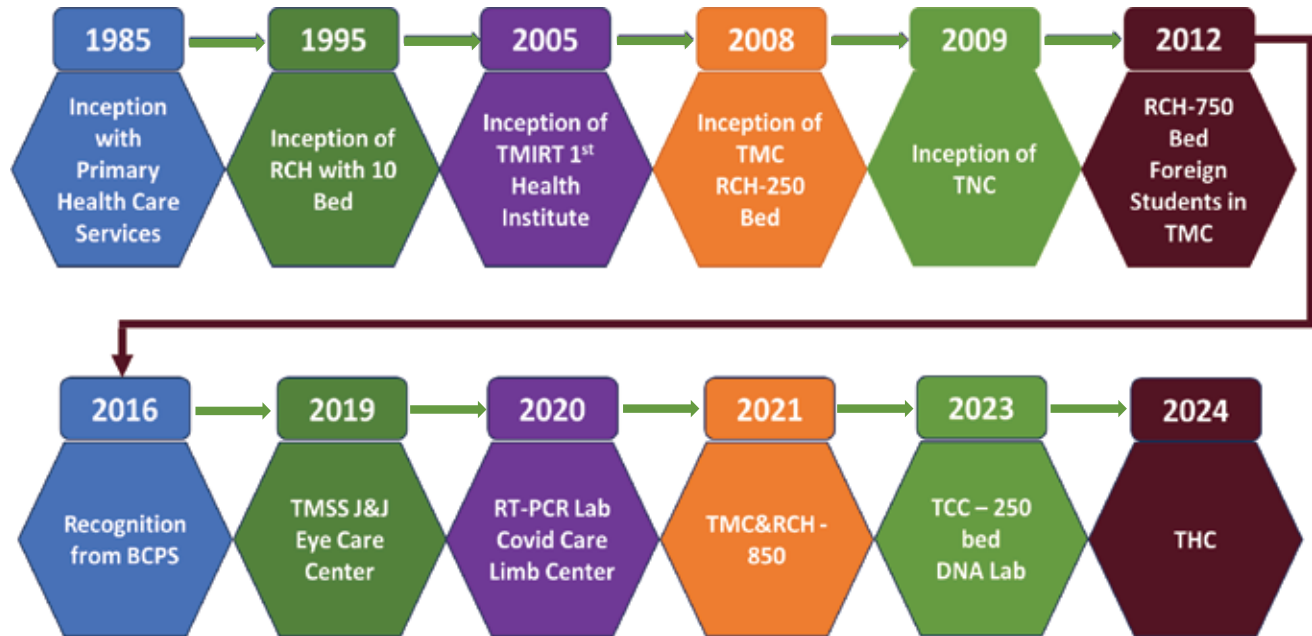 1985
Inception
with
Primary
Health Care
Services
1995
Inception of
RCH with 10
Bed
2005
Inception of
TMIRT 1st
Health
Institute
2008
Inception of
TMC
RCH-250
Bed
2009
Inception of
TNC
2012
RCH-750
Bed
Foreign
Students in
TMC
2016
Recognition
from BCPS
2019
TMSS J&J
Eye Care
Center
2020
RT-PCR Lab
Covid Care
Limb Center
2021
TMC&RCH -
850
2023
TCC – 250
bed
DNA Lab
2024
THC